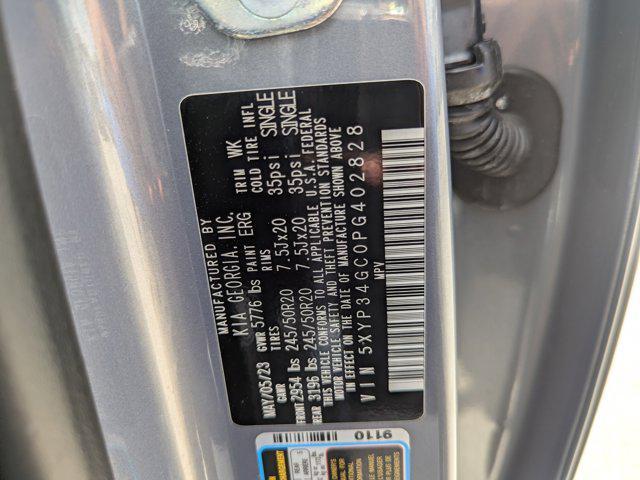 MANUFACTURED BY
KIA GEORGIA, INC.
MAY/05/23 GVWR 5776 lbs PAINT ERG TRIM WK
GAWR TIRES RIMS COLD TIRE INFL
FRONT 2954 lbs 245/50R20 7.5Jx20 35psi SINGLE
REAR 3196 lbs 245/50R20 7.5Jx20 35psi SINGLE
THIS VEHICLE CONFORMS TO ALL APPLICABLE U.S.A. FEDERAL
MOTOR VEHICLE SAFETY AND THEFT PREVENTION STANDARDS
IN EFFECT ON THE DATE OF MANUFACTURE SHOWN ABOVE
VIN 5XYP34GC0PG402828
MPV
9110
REAR